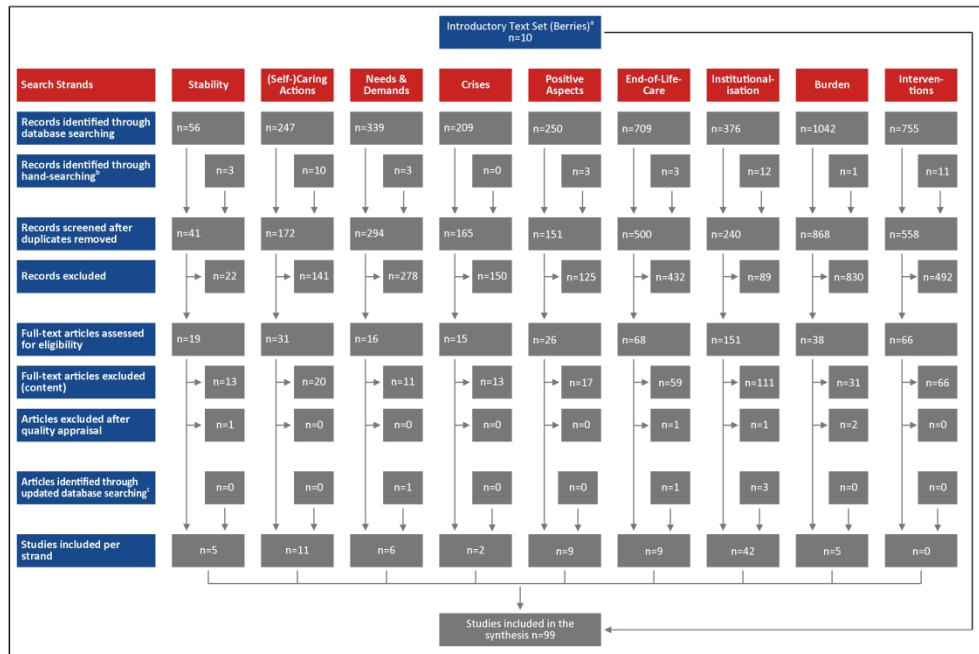 Introductory Text Set (Berries)a
n=10
Search Strands
Stability
(Self-)Caring
Actions
Needs &
Demands
Crises
Positive
Aspects
End-of-Life-
Care
Institutional-
isation
Burden
Interven-
tions
Records identified through
database searching
n=56
n=247
n=339
n=209
n=250
n=709
n=376
n=1042
n=755
Records identified through
hand-searchingb
n=3
n=10
n=3
n=0
n=3
n=3
n=12
n=1
n=11
Records screened after
duplicates removed
n=41
n=172
n=294
n=165
n=151
n=500
n=240
n=868
n=558
Records excluded
n=22
n=141
n=278
n=150
n=125
n=432
n=89
n=830
n=492
Full-text articles assessed
for eligibility
n=19
n=31
n=16
n=15
n=26
n=68
n=151
n=38
n=66
Full-text articles excluded
(content)
n=13
n=20
n=11
n=13
n=17
n=59
n=111
n=31
n=66
Articles excluded after
quality appraisal
n=1
n=0
n=0
n=0
n=0
n=1
n=1
n=2
n=0
Articles identified through
updated database searchingc
n=0
n=0
n=1
n=0
n=0
n=1
n=3
n=0
n=0
Studies included per
strand
n=5
n=11
n=6
n=2
n=9
n=9
n=42
n=5
n=0
Studies included in the
synthesis n=99